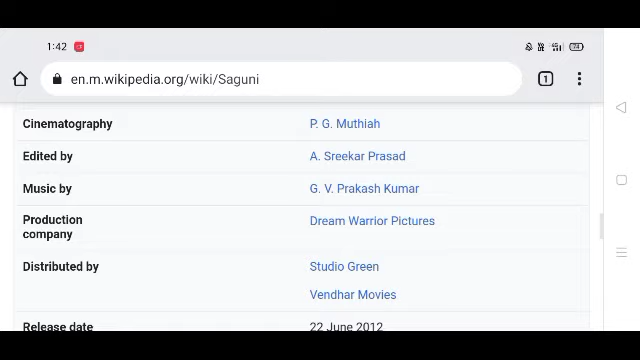 1:42
74
en.m.wikipedia.org/wiki/Saguni
1
Cinematography P. G. Muthiah
Edited by A. Sreekar Prasad
Music by G. V. Prakash Kumar
Production company Dream Warrior Pictures
Distributed by Studio Green
Vendhar Movies
Release date 22 June 2012